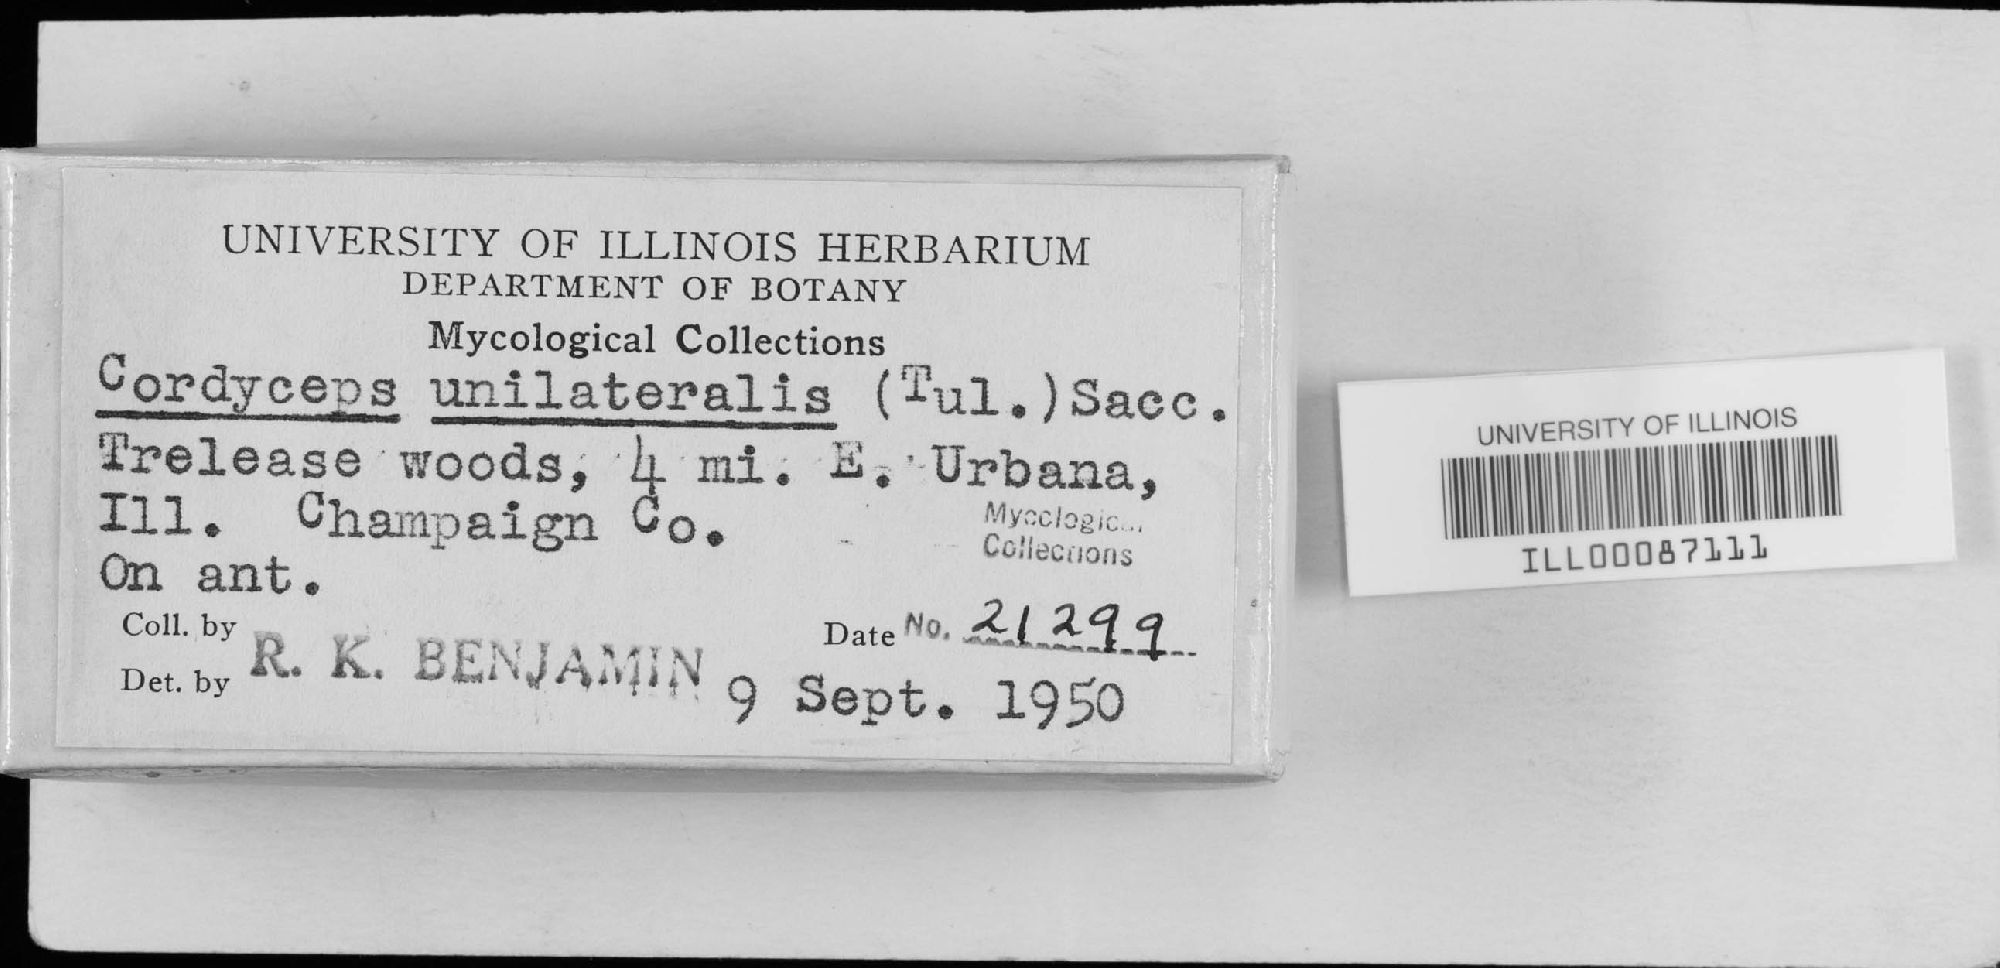 UNIVERSITY OF ILLINOIS HERBARIUM
DEPARTMENT OF BOTANY
Mycological Collections
Cordyceps unilateralis (Tul.) Sacc.
Trelease woods, 4 mi. E. Urbana,
Ill. Champaign Co.
On ant.
Collections
Coll. by
Det. by
R. K. BENJAMIN
Date No. 21299
9 Sept. 1950
UNIVERSITY OF ILLINOIS
ILL00087111